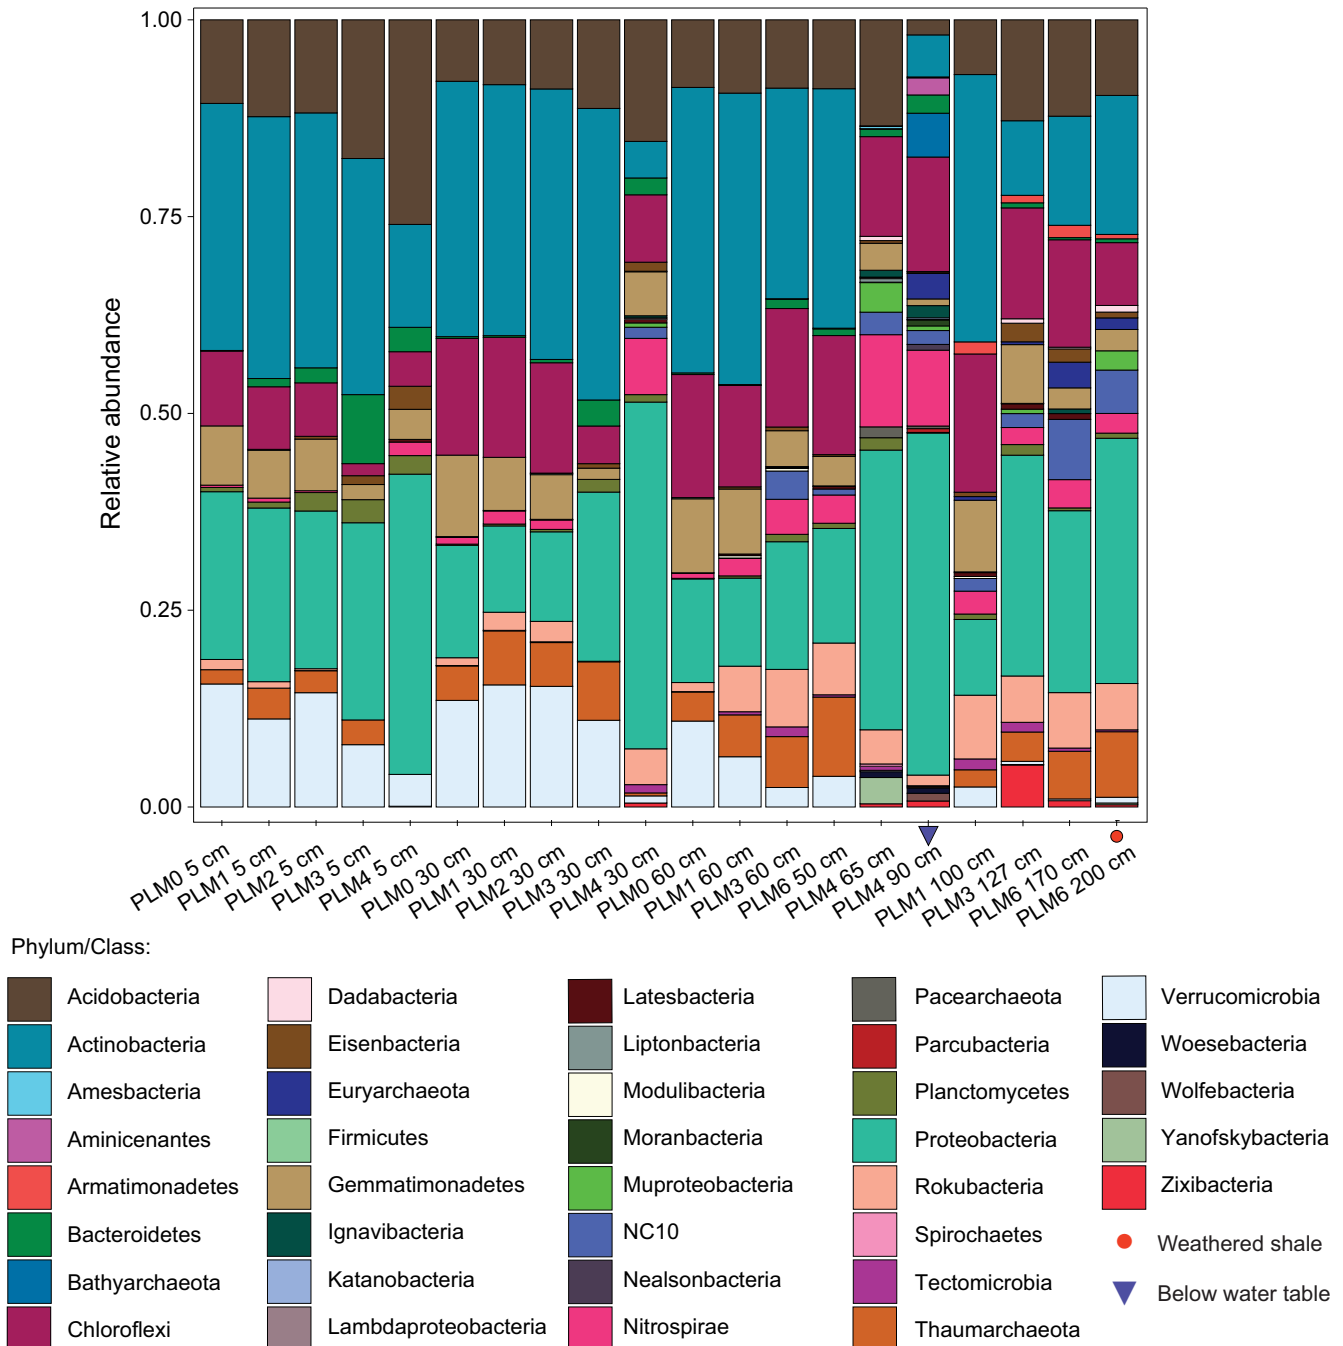 1.00
0.75
0.50
0.25
0.00
Relative abundance
PLM0 5 cm
PLM1 5 cm
PLM2 5 cm
PLM3 5 cm
PLM4 5 cm
PLM0 30 cm
PLM1 30 cm
PLM2 30 cm
PLM3 30 cm
PLM4 30 cm
PLM0 60 cm
PLM1 60 cm
PLM3 60 cm
PLM6 50 cm
PLM4 65 cm
PLM4 90 cm
PLM1 100 cm
PLM3 127 cm
PLM6 170 cm
PLM6 200 cm
Phylum/Class:
Acidobacteria
Actinobacteria
Amesbacteria
Aminicenantes
Armatimonadetes
Bacteroidetes
Bathyarchaeota
Chloroflexi
Dadabacteria
Eisenbacteria
Euryarchaeota
Firmicutes
Gemmatimonadetes
Ignavibacteria
Katanobacteria
Lambdaproteobacteria
Latesbacteria
Liptonbacteria
Modulibacteria
Moranbacteria
Muproteobacteria
NC10
Nealsonbacteria
Nitrospirae
Pacearchaeota
Parcubacteria
Planctomycetes
Proteobacteria
Rokubacteria
Spirochaetes
Tectomicrobia
Thaumarchaeota
Verrucomicrobia
Woesebacteria
Wolfebacteria
Yanofskybacteria
Zixibacteria
Weathered shale
Below water table